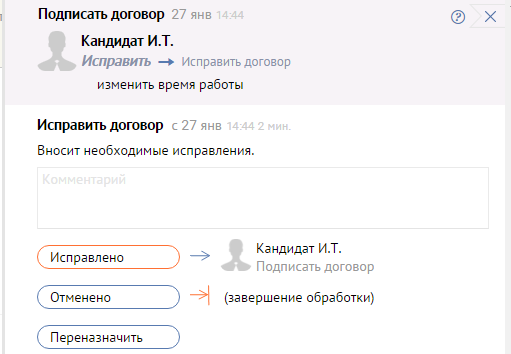 Подписать договор 27 янв 14:44
Кандидат И.Т.
Исправить → Исправить договор
изменить время работы
Исправить договор с 27 янв 14:44 2 мин.
Вносит необходимые исправления.
Комментарий
Исправлено
Кандидат И.Т.
Подписать договор
Отменено
(завершение обработки)
Переназначить